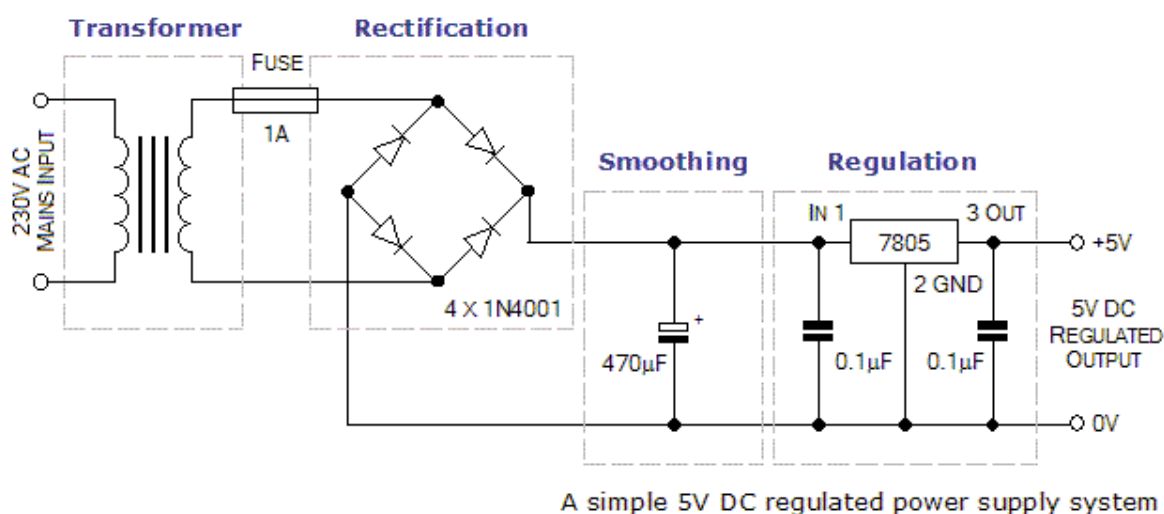 Transformer
Rectification
FUSE
1A
230V AC
MAINS INPUT
4 X 1N4001
Smoothing
Regulation
IN 1
3 OUT
7805
2 GND
+5V
+
470µF
0.1µF
0.1µF
5V DC
REGULATED
OUTPUT
0V
A simple 5V DC regulated power supply system